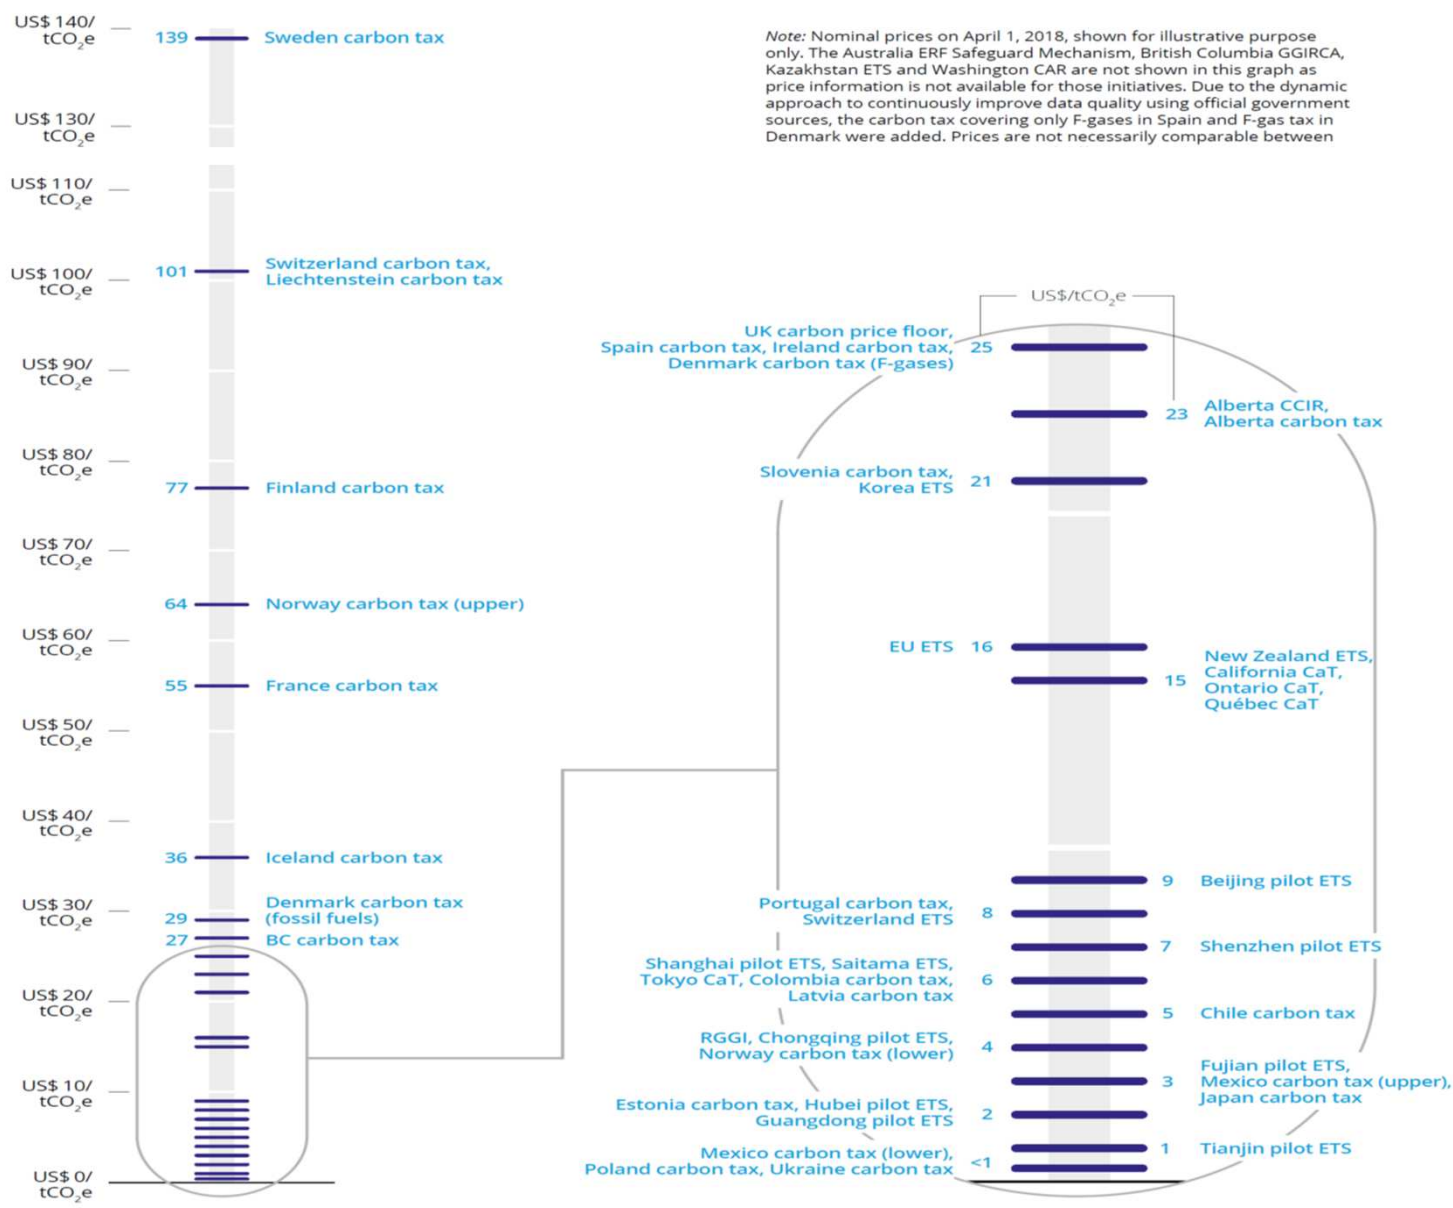 Note: Nominal prices on April 1, 2018, shown for illustrative purpose
only. The Australia ERF Safeguard Mechanism, British Columbia GGIRCA,
Kazakhstan ETS and Washington CAR are not shown in this graph as
price information is not available for those initiatives. Due to the dynamic
approach to continuously improve data quality using official government
sources, the carbon tax covering only F-gases in Spain and F-gas tax in
Denmark were added. Prices are not necessarily comparable between
US$ 140/
tCO₂e
139 Sweden carbon tax
US$ 130/
tCO₂e
US$ 110/
tCO₂e
101 Switzerland carbon tax,
Liechtenstein carbon tax
US$ 100/
tCO₂e
US$ 90/
tCO₂e
US$ 80/
tCO₂e
77 Finland carbon tax
US$ 70/
tCO₂e
64 Norway carbon tax (upper)
US$ 60/
tCO₂e
55 France carbon tax
US$ 50/
tCO₂e
US$ 40/
tCO₂e
36 Iceland carbon tax
US$ 30/
tCO₂e
29 Denmark carbon tax
(fossil fuels)
27 BC carbon tax
US$ 20/
tCO₂e
US$ 10/
tCO₂e
US$ 0/
tCO₂e
US$/tCO₂e
UK carbon price floor,
Spain carbon tax, Ireland carbon tax, 25
Denmark carbon tax (F-gases)
23 Alberta CCIR,
Alberta carbon tax
Slovenia carbon tax,
Korea ETS 21
EU ETS 16
15 New Zealand ETS,
California CaT,
Ontario CaT,
Québec CaT
9 Beijing pilot ETS
Portugal carbon tax,
Switzerland ETS 8
7 Shenzhen pilot ETS
Shanghai pilot ETS, Saitama ETS,
Tokyo CaT, Colombia carbon tax, 6
Latvia carbon tax
5 Chile carbon tax
RGGI, Chongqing pilot ETS,
Norway carbon tax (lower) 4
Fujian pilot ETS,
3 Mexico carbon tax (upper),
Japan carbon tax
Estonia carbon tax, Hubei pilot ETS,
Guangdong pilot ETS 2
1 Tianjin pilot ETS
Mexico carbon tax (lower),
Poland carbon tax, Ukraine carbon tax <1